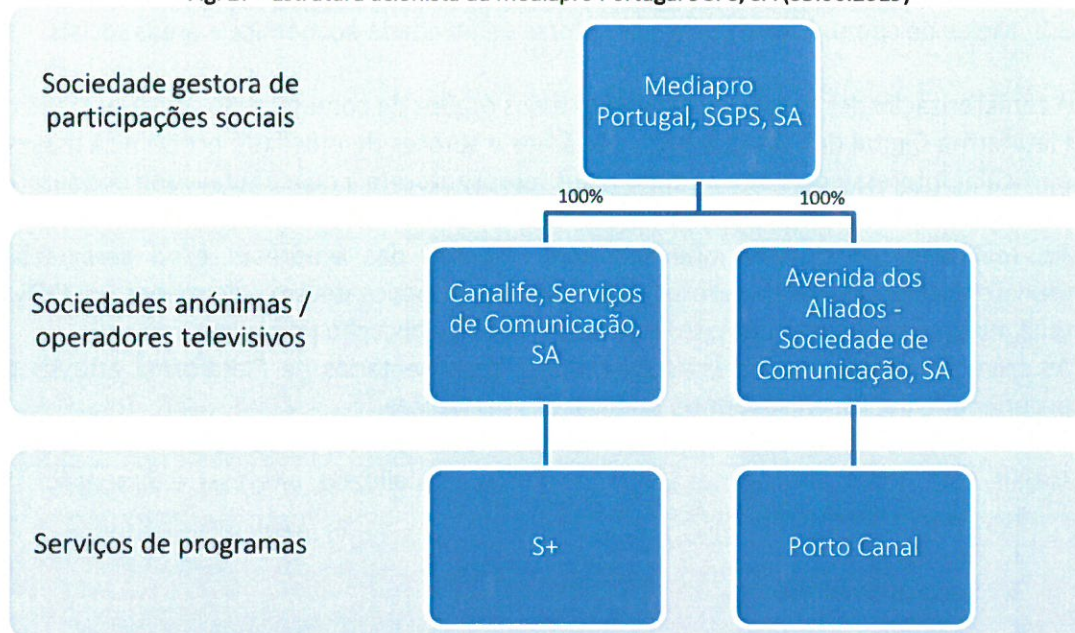 Sociedade gestora de
participações sociais
Mediapro
Portugal, SGPS, SA
100%
100%
Sociedades anónimas /
operadores televisivos
Canalife, Serviços
de Comunicação,
SA
Avenida dos
Aliados -
Sociedade de
Comunicação, SA
Serviços de programas
S+
Porto Canal